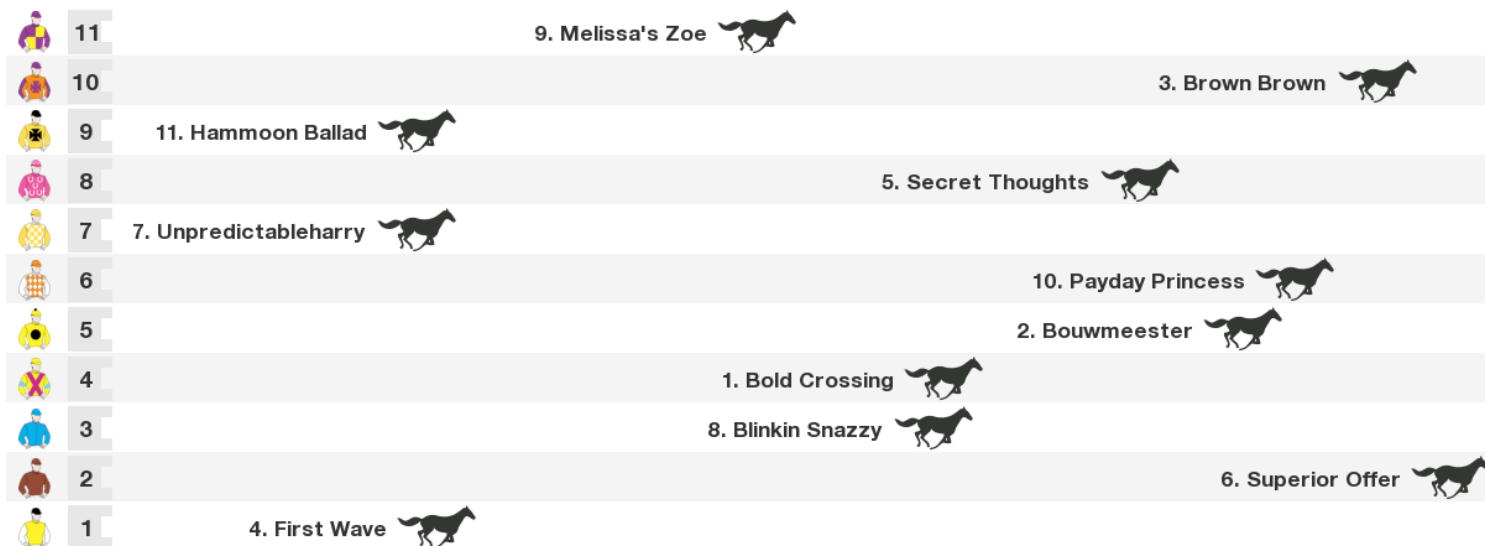 11 9. Melissa's Zoe
10 3. Brown Brown
9 11. Hammoon Ballad
8 5. Secret Thoughts
7 7. Unpredictableharry
6 10. Payday Princess
5 2. Bouwmeester
4 1. Bold Crossing
3 8. Blinkin Snazzy
2 6. Superior Offer
1 4. First Wave